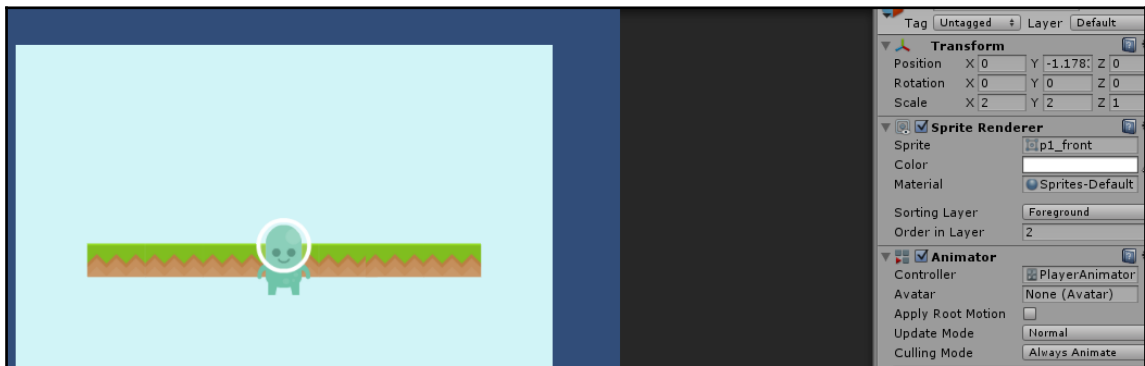 Tag Untagged Layer Default
Transform
Position X 0 Y -1.178 Z 0
Rotation X 0 Y 0 Z 0
Scale X 2 Y 2 Z 1
Sprite Renderer
Sprite p1_front
Color
Material Sprites-Default
Sorting Layer Foreground
Order in Layer 2
Animator
Controller PlayerAnimator
Avatar None (Avatar)
Apply Root Motion
Update Mode Normal
Culling Mode Always Animate